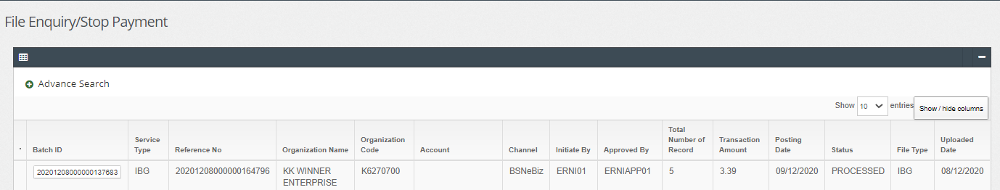 File Enquiry/Stop Payment
Advance Search
Show 10 entries Show / hide columns
Batch ID Service Type Reference No Organization Name Organization Code Account Channel Initiate By Approved By Total Number of Record Transaction Amount Posting Date Status File Type Uploaded Date
20201208000000137683 IBG 20201208000000164796 KK WINNER ENTERPRISE K6270700 BSNeBiz ERNI01 ERNIAPP01 5 3.39 09/12/2020 PROCESSED IBG 08/12/2020